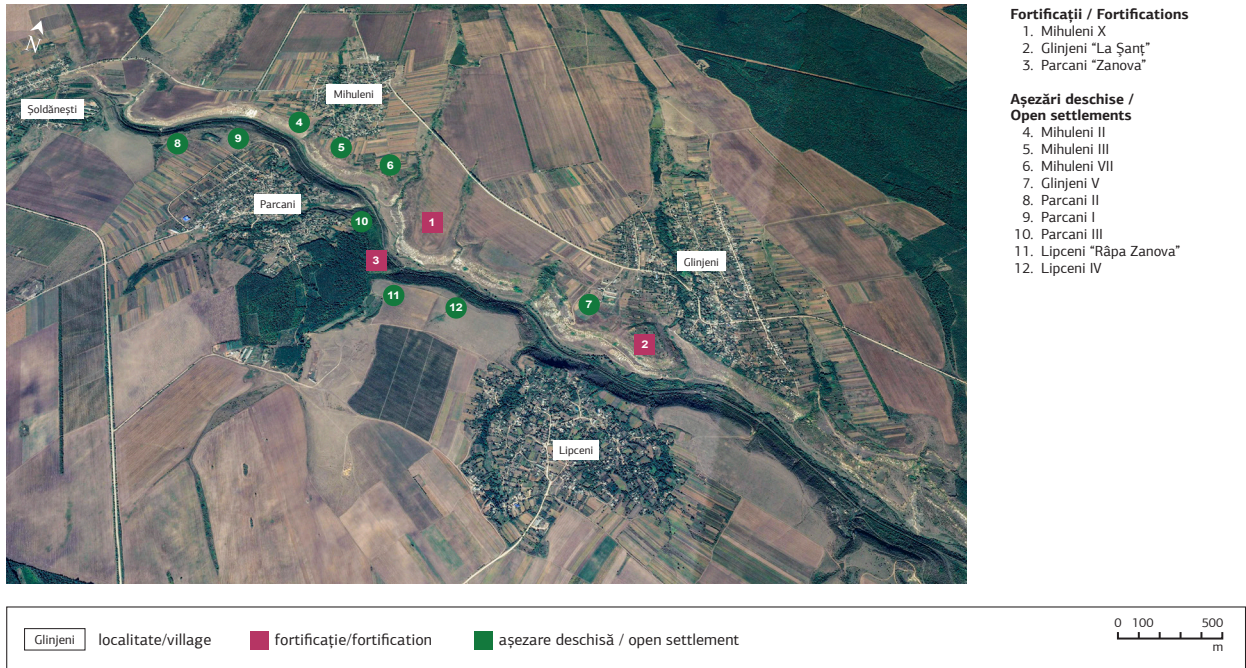 N
Șoldănești
Mihuleni
Parcani
Glinjeni
Lipceni
4
5
6
8
9
10
1
3
11
12
7
2
Fortificații / Fortifications
1. Mihuleni X
2. Glinjeni “La Șanț”
3. Parcani “Zanova”
Așezări deschise /
Open settlements
4. Mihuleni II
5. Mihuleni III
6. Mihuleni VII
7. Glinjeni V
8. Parcani II
9. Parcani I
10. Parcani III
11. Lipceni “Râpa Zanova”
12. Lipceni IV
Glinjeni localitate/village
fortificație/fortification
așezare deschisă / open settlement
0 100 500
m